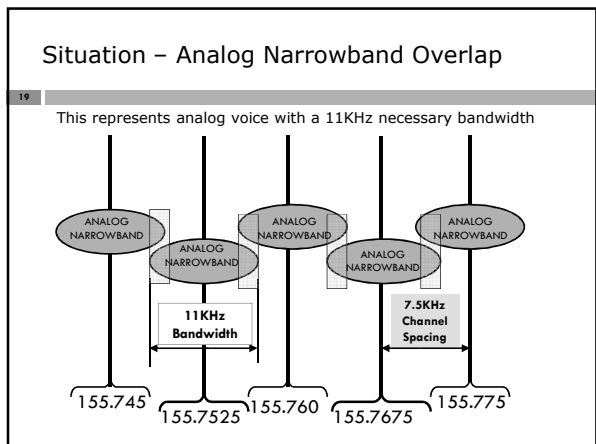 Situation – Analog Narrowband Overlap
19
This represents analog voice with a 11KHz necessary bandwidth
ANALOG
NARROWBAND
ANALOG
NARROWBAND
ANALOG
NARROWBAND
ANALOG
NARROWBAND
ANALOG
NARROWBAND
11KHz
Bandwidth
7.5KHz
Channel
Spacing
155.745
155.7525
155.760
155.7675
155.775